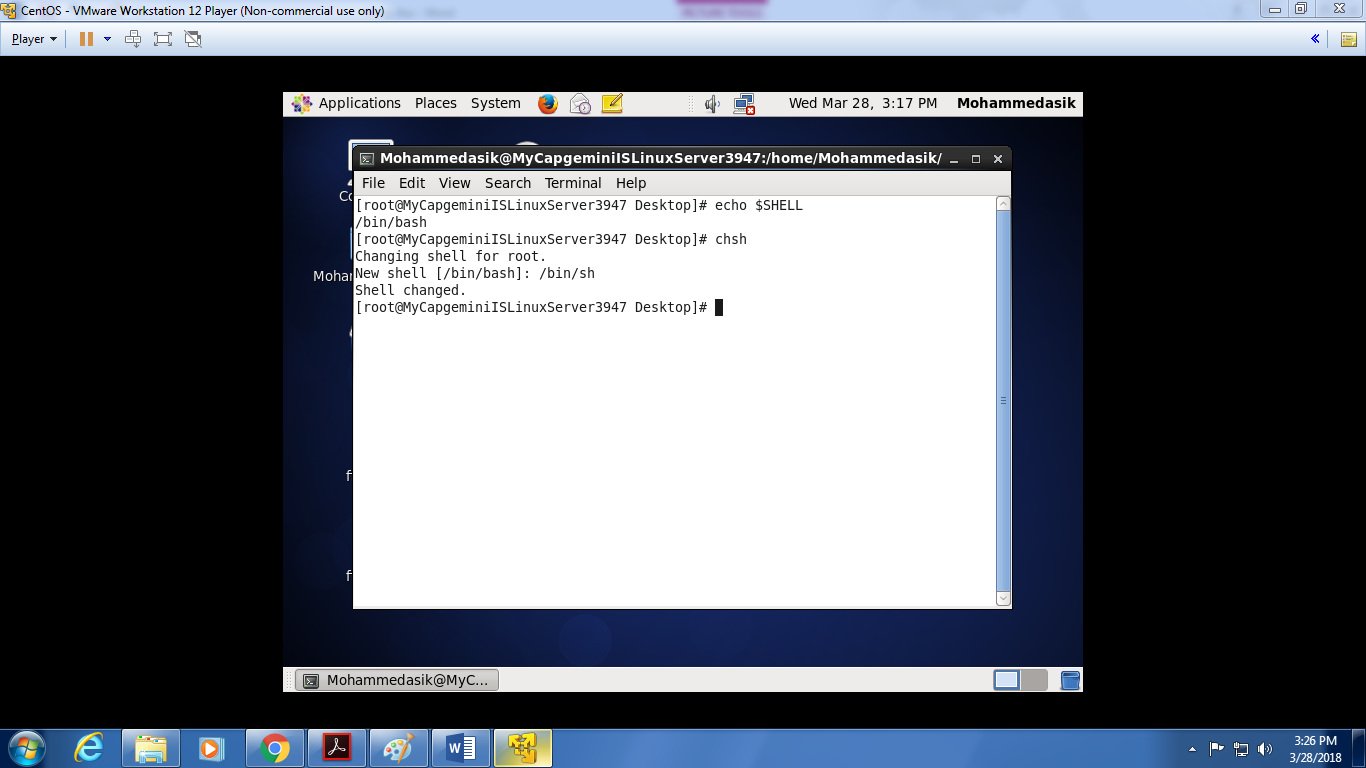 CentOS - VMware Workstation 12 Player (Non-commercial use only)
Player
Applications Places System Wed Mar 28, 3:17 PM Mohammedasik
Mohammedasik@MyCapgeminiISLinuxServer3947:/home/Mohammedasik/
File Edit View Search Terminal Help
[root@MyCapgeminiISLinuxServer3947 Desktop]# echo $SHELL
/bin/bash
[root@MyCapgeminiISLinuxServer3947 Desktop]# chsh
Changing shell for root.
New shell [/bin/bash]: /bin/sh
Shell changed.
[root@MyCapgeminiISLinuxServer3947 Desktop]#
Mohammedasik@MyC...
3:26 PM
3/28/2018